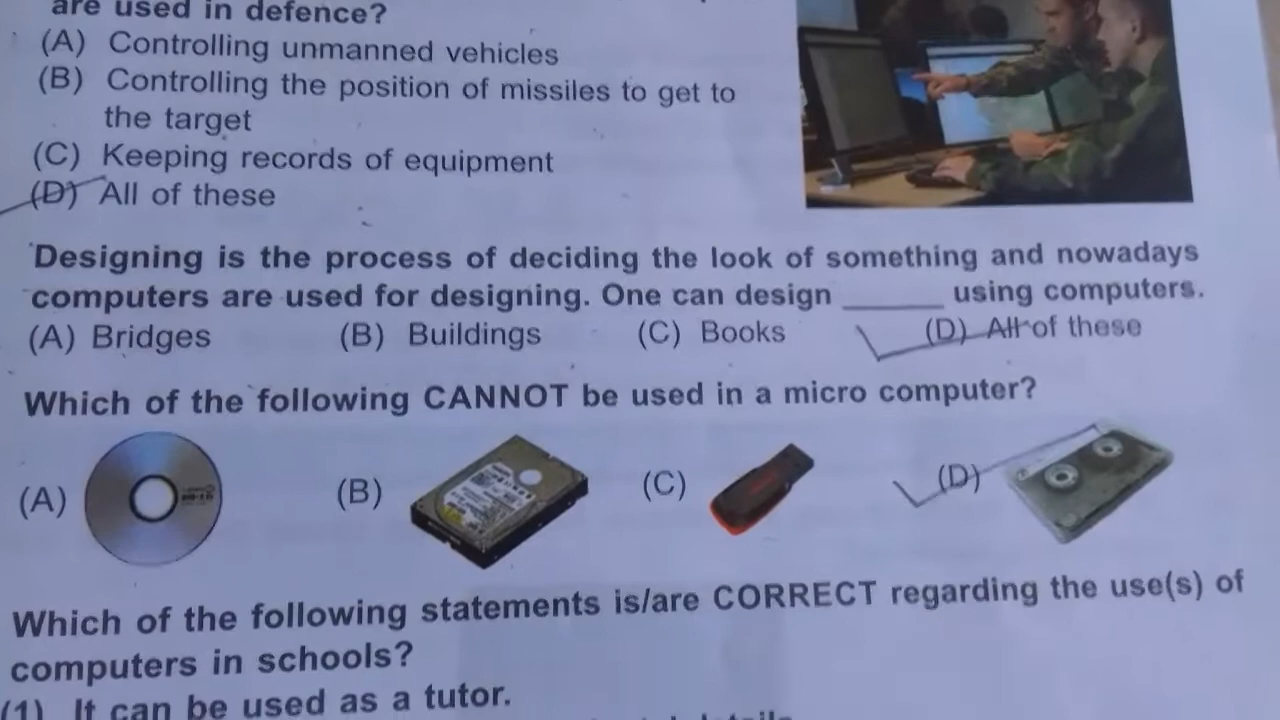 are used in defence?
(A) Controlling unmanned vehicles
(B) Controlling the position of missiles to get to
the target
(C) Keeping records of equipment
(D) All of these
Designing is the process of deciding the look of something and nowadays
computers are used for designing. One can design ______ using computers.
(A) Bridges (B) Buildings (C) Books (D) All of these
Which of the following CANNOT be used in a micro computer?
(A) (B) (C) (D)
Which of the following statements is/are CORRECT regarding the use(s) of
computers in schools?
(1) It can be used as a tutor.